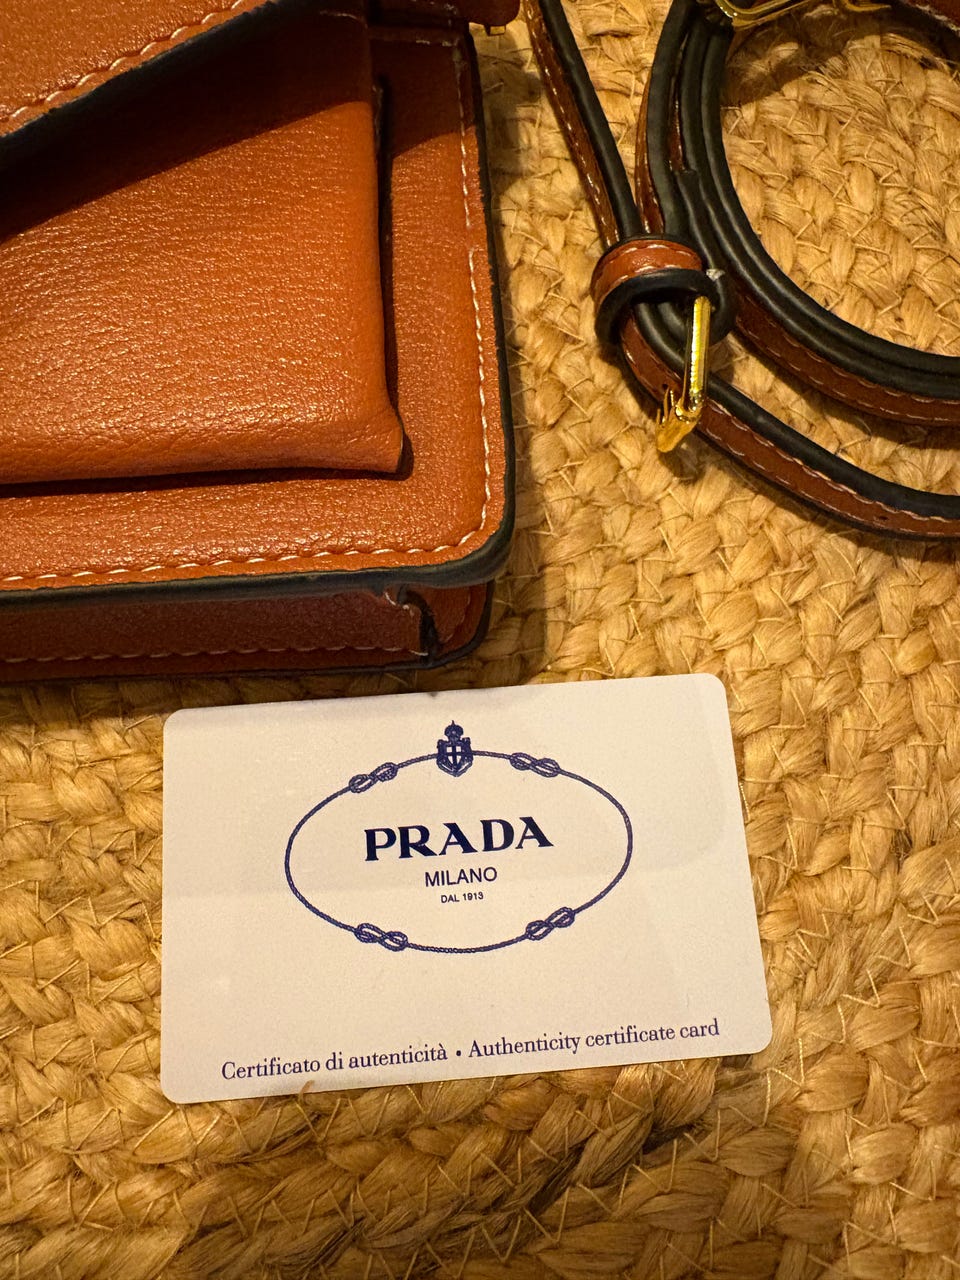 PRADA
MILANO
DAL 1913
Certificato di autenticità • Authenticity certificate card